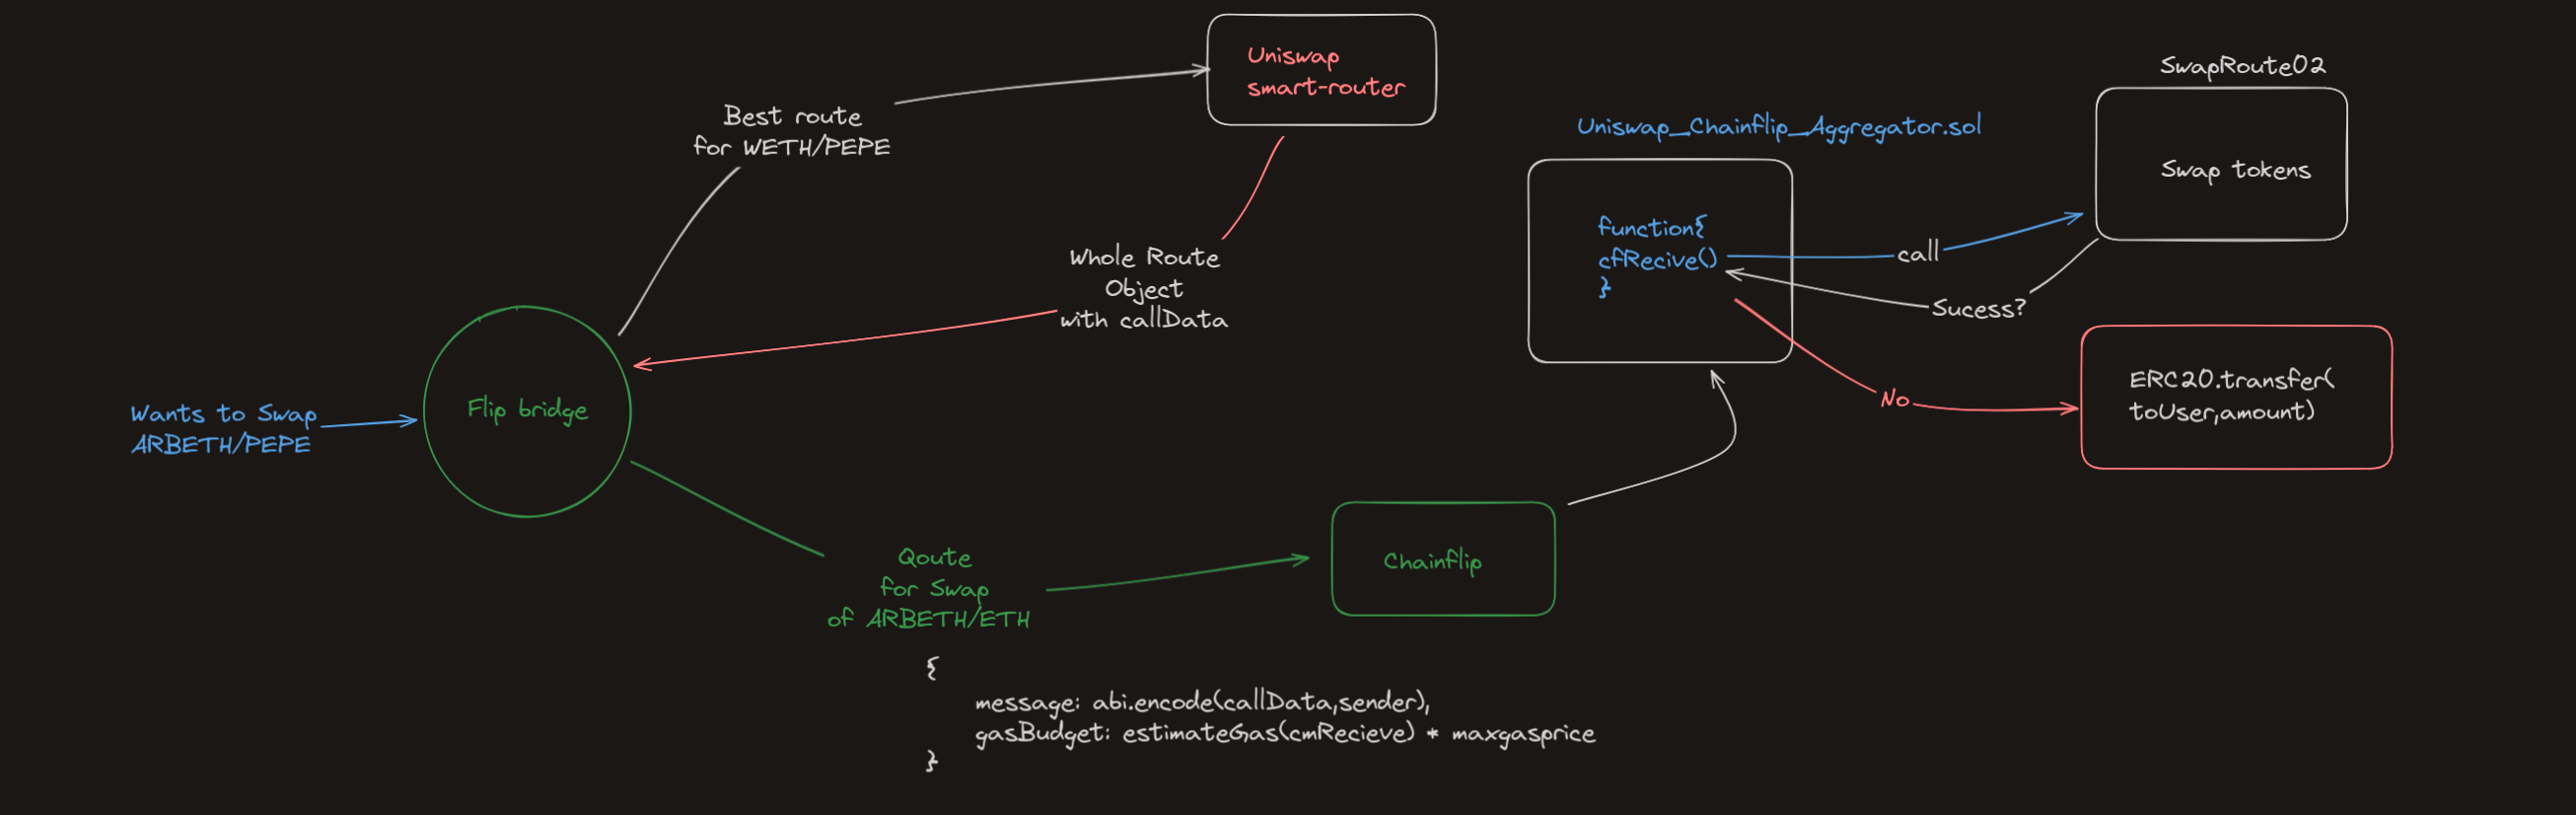 Uniswap
smart-router
SwapRoute02
Best route
for WETH/PEPE
Uniswap_Chainflip_Aggregator.sol
Swap tokens
function{
cfRecive()
}
call
Whole Route
Object
with callData
Sucess?
ERC20.transfer(
toUser,amount)
No
Wants to Swap
ARBETH/PEPE
Flip bridge
Qoute
for Swap
of ARBETH/ETH
Chainflip
{
message: abi.encode(callData,sender),
gasBudget: estimateGas(cmRecieve) * maxgasprice
}